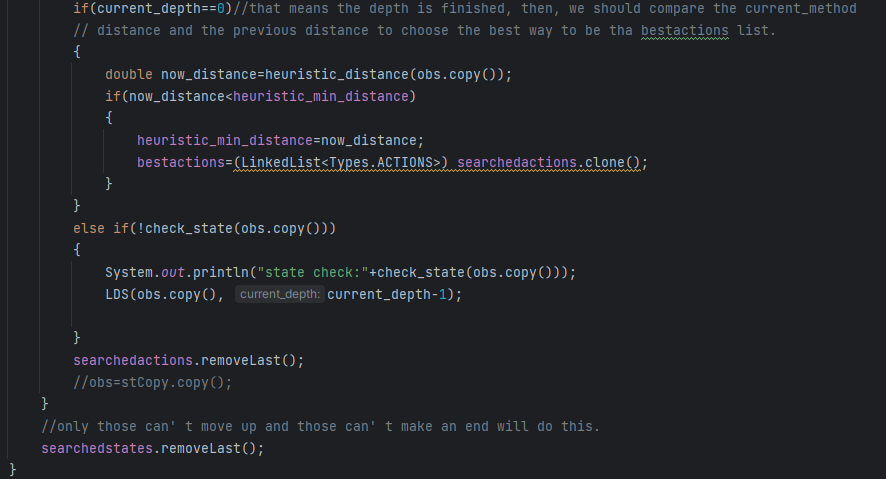 if(current_depth==0)//that means the depth is finished, then, we should compare the current_method
// distance and the previous distance to choose the best way to be tha bestactions list.
{
double now_distance=heuristic_distance(obs.copy());
if(now_distance<heuristic_min_distance)
{
heuristic_min_distance=now_distance;
bestactions=(LinkedList<Types.ACTIONS>) searchedactions.clone();
}
}
else if(!check_state(obs.copy()))
{
System.out.println("state check:"+check_state(obs.copy()));
LDS(obs.copy(), current_depth: current_depth-1);
}
searchedactions.removeLast();
//obs=stCopy.copy();
}
//only those can' t move up and those can' t make an end will do this.
searchedstates.removeLast();
}